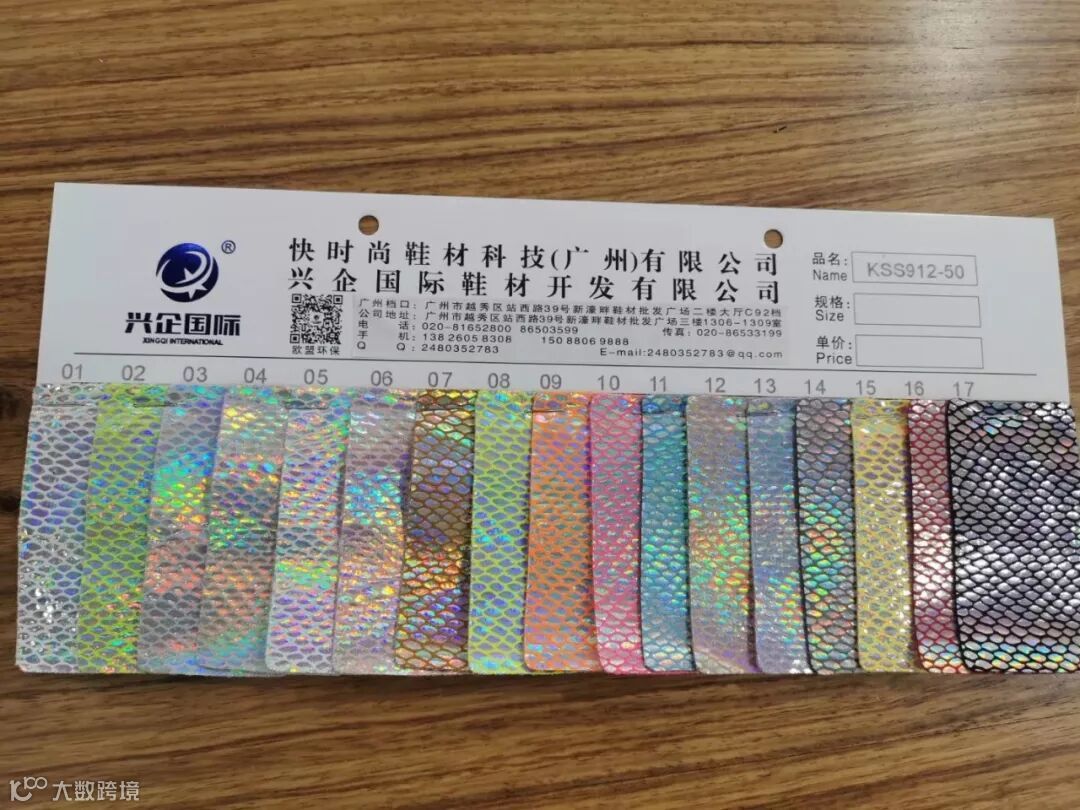 ®
兴企国际
XINGQI INTERNATIONAL
快时尚鞋材科技(广州)有限公司
兴企国际鞋材开发有限公司
欧盟环保
广州档口: 广州市越秀区站西路39号新濠畔鞋材批发广场二楼大厅C92档
公司地址: 广州市越秀区站西路39号新濠畔鞋材批发广场三楼1306-1309室
电 话: 020-81652800 86503599 传真: 020-86533199
手 机: 138 2605 8308 150 8806 9888
Q Q: 2480352783 E-mail:2480352783@qq.com
品名: KSS912-50
Name
规格:
Size
单价:
Price
01 02 03 04 05 06 07 08 09 10 11 12 13 14 15 16 17
大数跨境